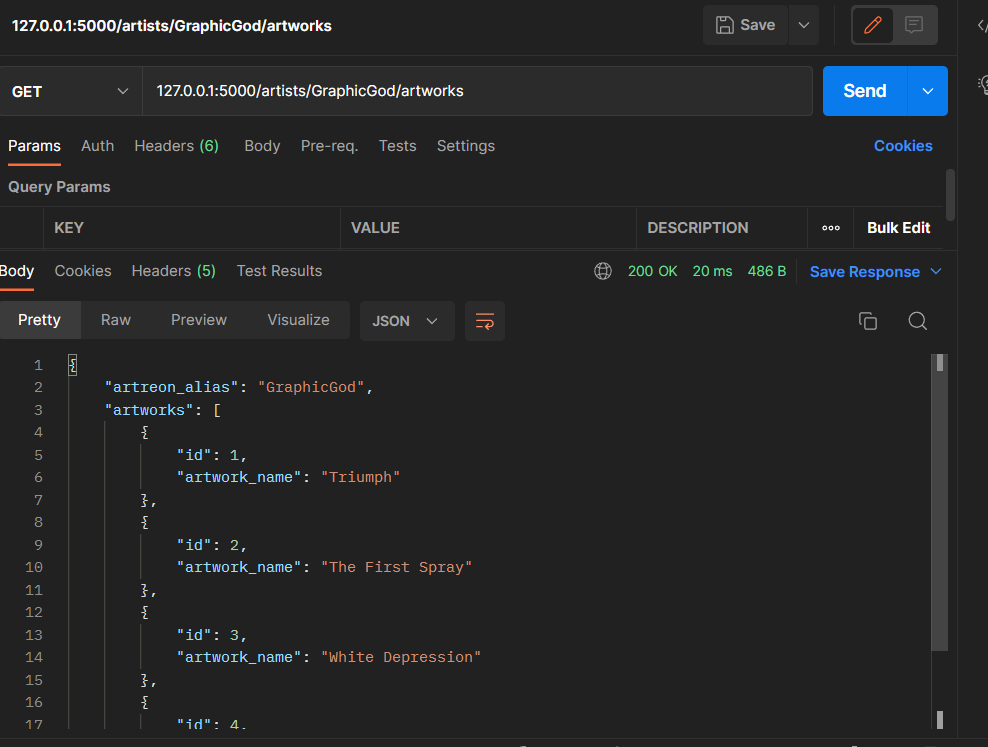 127.0.0.1:5000/artists/GraphicGod/artworks
Save
GET
127.0.0.1:5000/artists/GraphicGod/artworks
Send
Params Auth Headers (6) Body Pre-req. Tests Settings Cookies
Query Params
KEY VALUE DESCRIPTION ooo Bulk Edit
Body Cookies Headers (5) Test Results 200 OK 20 ms 486 B Save Response
Pretty Raw Preview Visualize JSON
1 {
2 "artreon_alias": "GraphicGod",
3 "artworks": [
4 {
5 "id": 1,
6 "artwork_name": "Triumph"
7 },
8 {
9 "id": 2,
10 "artwork_name": "The First Spray"
11 },
12 {
13 "id": 3,
14 "artwork_name": "White Depression"
15 },
16 {
17 "id": 4,